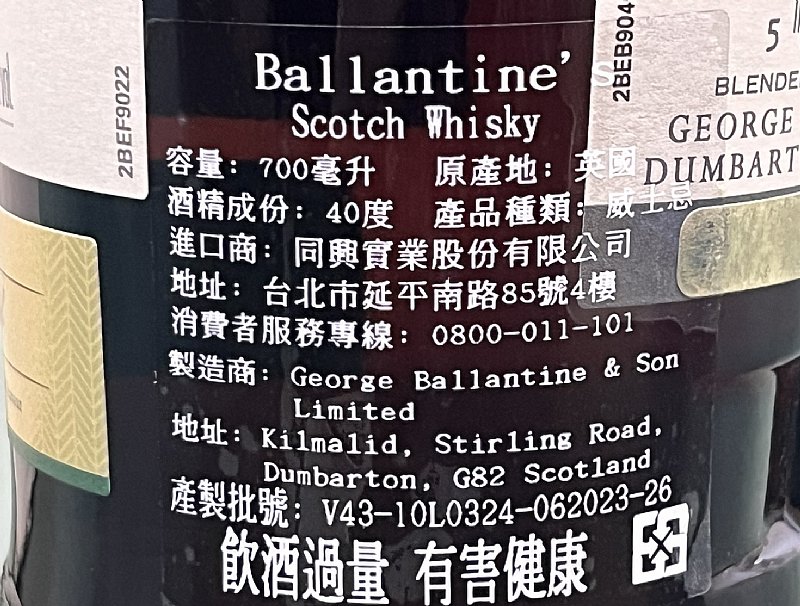 Ballantine's
Scotch Whisky
容量：700毫升 原產地：英國
酒精成份：40度 產品種類：威士忌
進口商：同興實業股份有限公司
地址：台北市延平南路85號4樓
消費者服務專線：0800-011-101
製造商：George Ballantine & Son
Limited
地址：Kilmalid, Stirling Road,
Dumbarton, G82 Scotland
產製批號：V43-10L0324-062023-26
飲酒過量 有害健康
2BEF9022
2BEB904
5
BLENDE
GEORGE
DUMBART